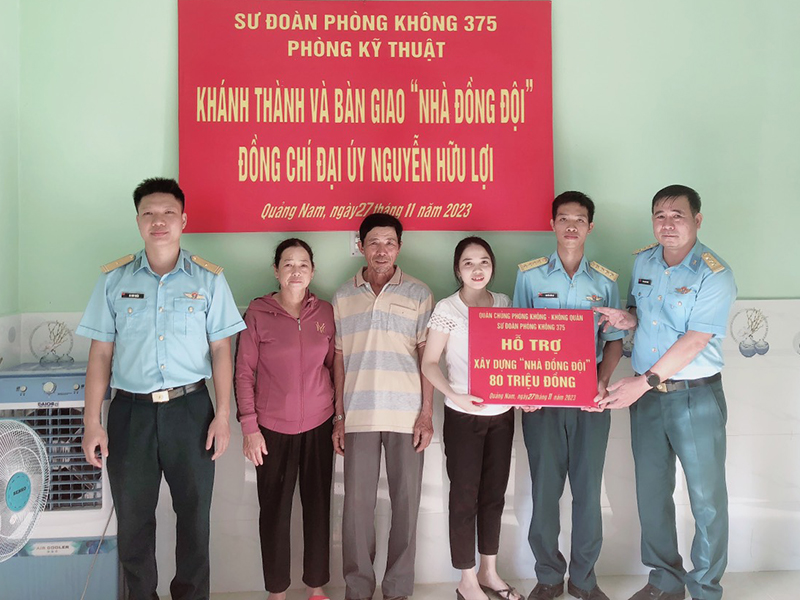 SƯ ĐOÀN PHÒNG KHÔNG 375
PHÒNG KỸ THUẬT
KHÁNH THÀNH VÀ BÀN GIAO “NHÀ ĐỒNG ĐỘI”
ĐỒNG CHÍ ĐẠI ÚY NGUYỄN HỮU LỢI
Quảng Nam, ngày 27 tháng 11 năm 2023
QUÂN CHỦNG PHÒNG KHÔNG - KHÔNG QUÂN
SƯ ĐOÀN PHÒNG KHÔNG 375
HỖ TRỢ
XÂY DỰNG “NHÀ ĐỒNG ĐỘI”
80 TRIỆU ĐỒNG
Quảng Nam, ngày 27 tháng 11 năm 2023
AIR COOLER